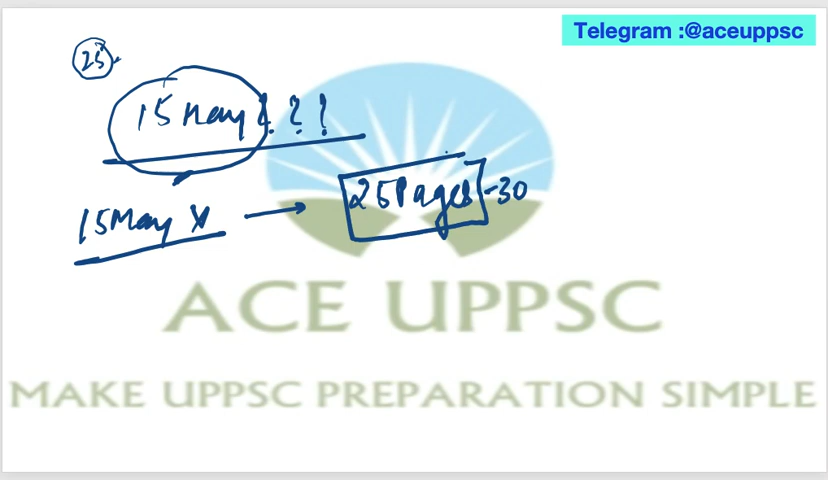 Telegram :@aceuppsc
25
15 May !??
15 May X → 25 Pages -30
ACE UPPSC
MAKE UPPSC PREPARATION SIMPLE